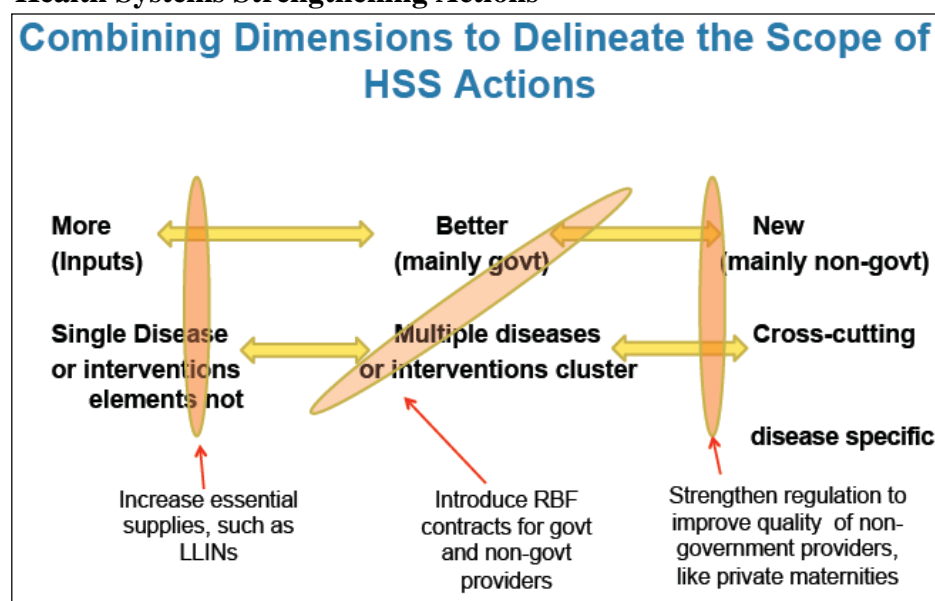 Health Systems Strengthening Actions
Combining Dimensions to Delineate the Scope of
HSS Actions
More
(Inputs)
Better
(mainly govt)
New
(mainly non-govt)
Single Disease
or interventions
elements not
Multiple diseases
or interventions cluster
Cross-cutting
disease specific
Increase essential
supplies, such as
LLINs
Introduce RBF
contracts for govt
and non-govt
providers
Strengthen regulation to
improve quality of non-
government providers,
like private maternities